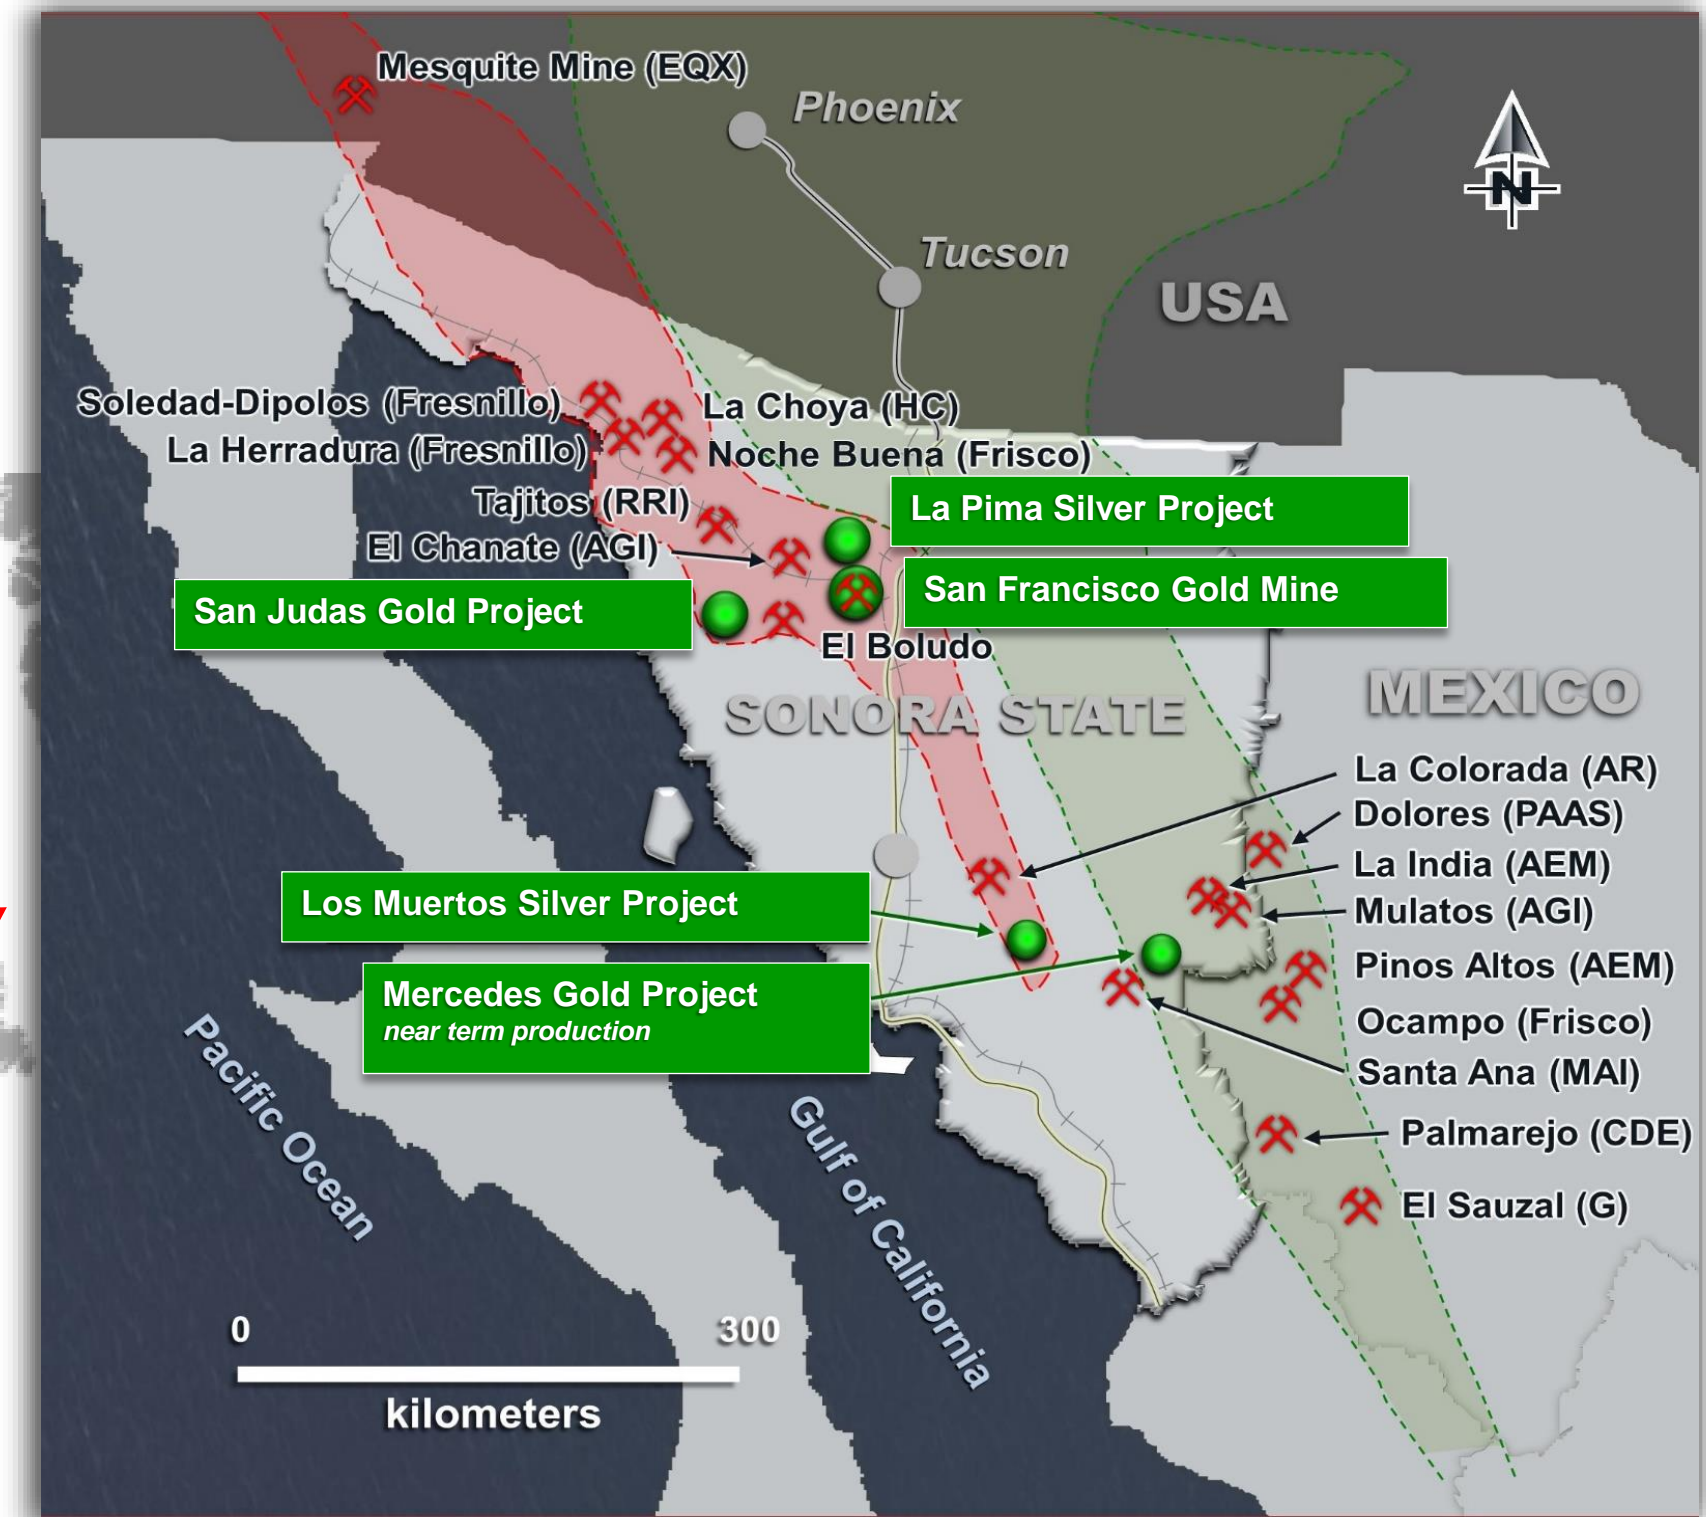 Mesquite Mine (EQX)
Phoenix
N
Tucson
USA
Soledad-Dipolos (Fresnillo)
La Choya (HC)
La Herradura (Fresnillo)
Noche Buena (Frisco)
Tajitos (RRI)
La Pima Silver Project
El Chanate (AGI)
San Francisco Gold Mine
San Judas Gold Project
El Boludo
MEXICO
SONORA STATE
La Colorada (AR)
Dolores (PAAS)
La India (AEM)
Los Muertos Silver Project
Mulatos (AGI)
Pinos Altos (AEM)
Mercedes Gold Project
near term production
Ocampo (Frisco)
Santa Ana (MAI)
Pacific Ocean
Gulf of California
Palmarejo (CDE)
El Sauzal (G)
0 300
kilometers